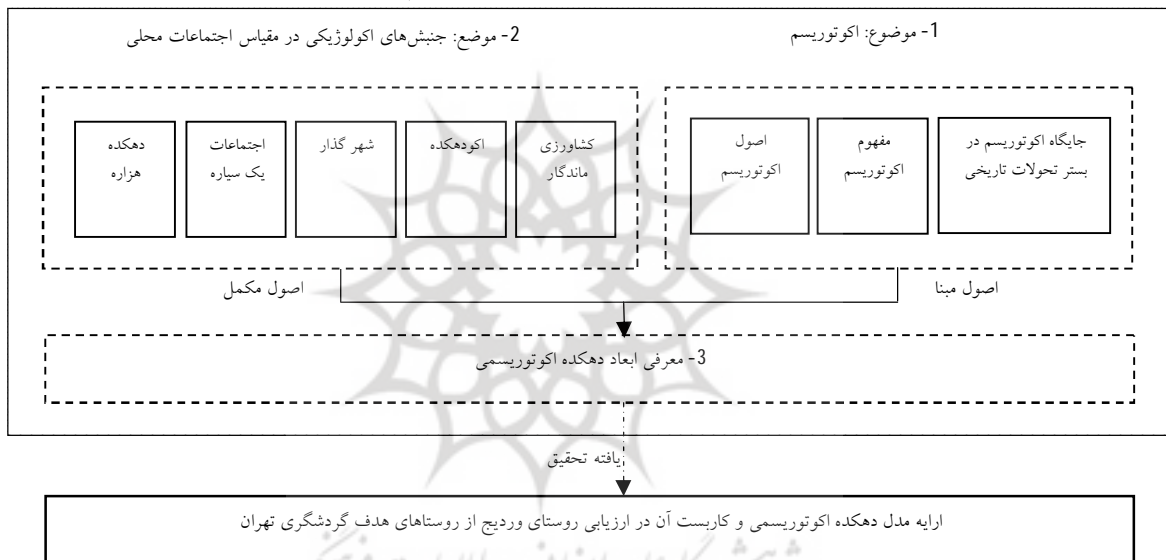 1- موضوع: اکوتوریسم
2- موضع: جنبش‌های اکولوژیکی در مقیاس اجتماعات محلی
جایگاه اکوتوریسم در
بستر تحولات تاریخی
مفهوم
اکوتوریسم
اصول
اکوتوریسم
کشاورزی
ماندگار
اکودهکده
شهر گذار
اجتماعات
یک سیاره
دهکده
هزاره
اصول مبنا
اصول مکمل
3- معرفی ابعاد دهکده اکوتوریسمی
یافته تحقیق
ارایه مدل دهکده اکوتوریسمی و کاربست آن در ارزیابی روستای وردیج از روستاهای هدف گردشگری تهران